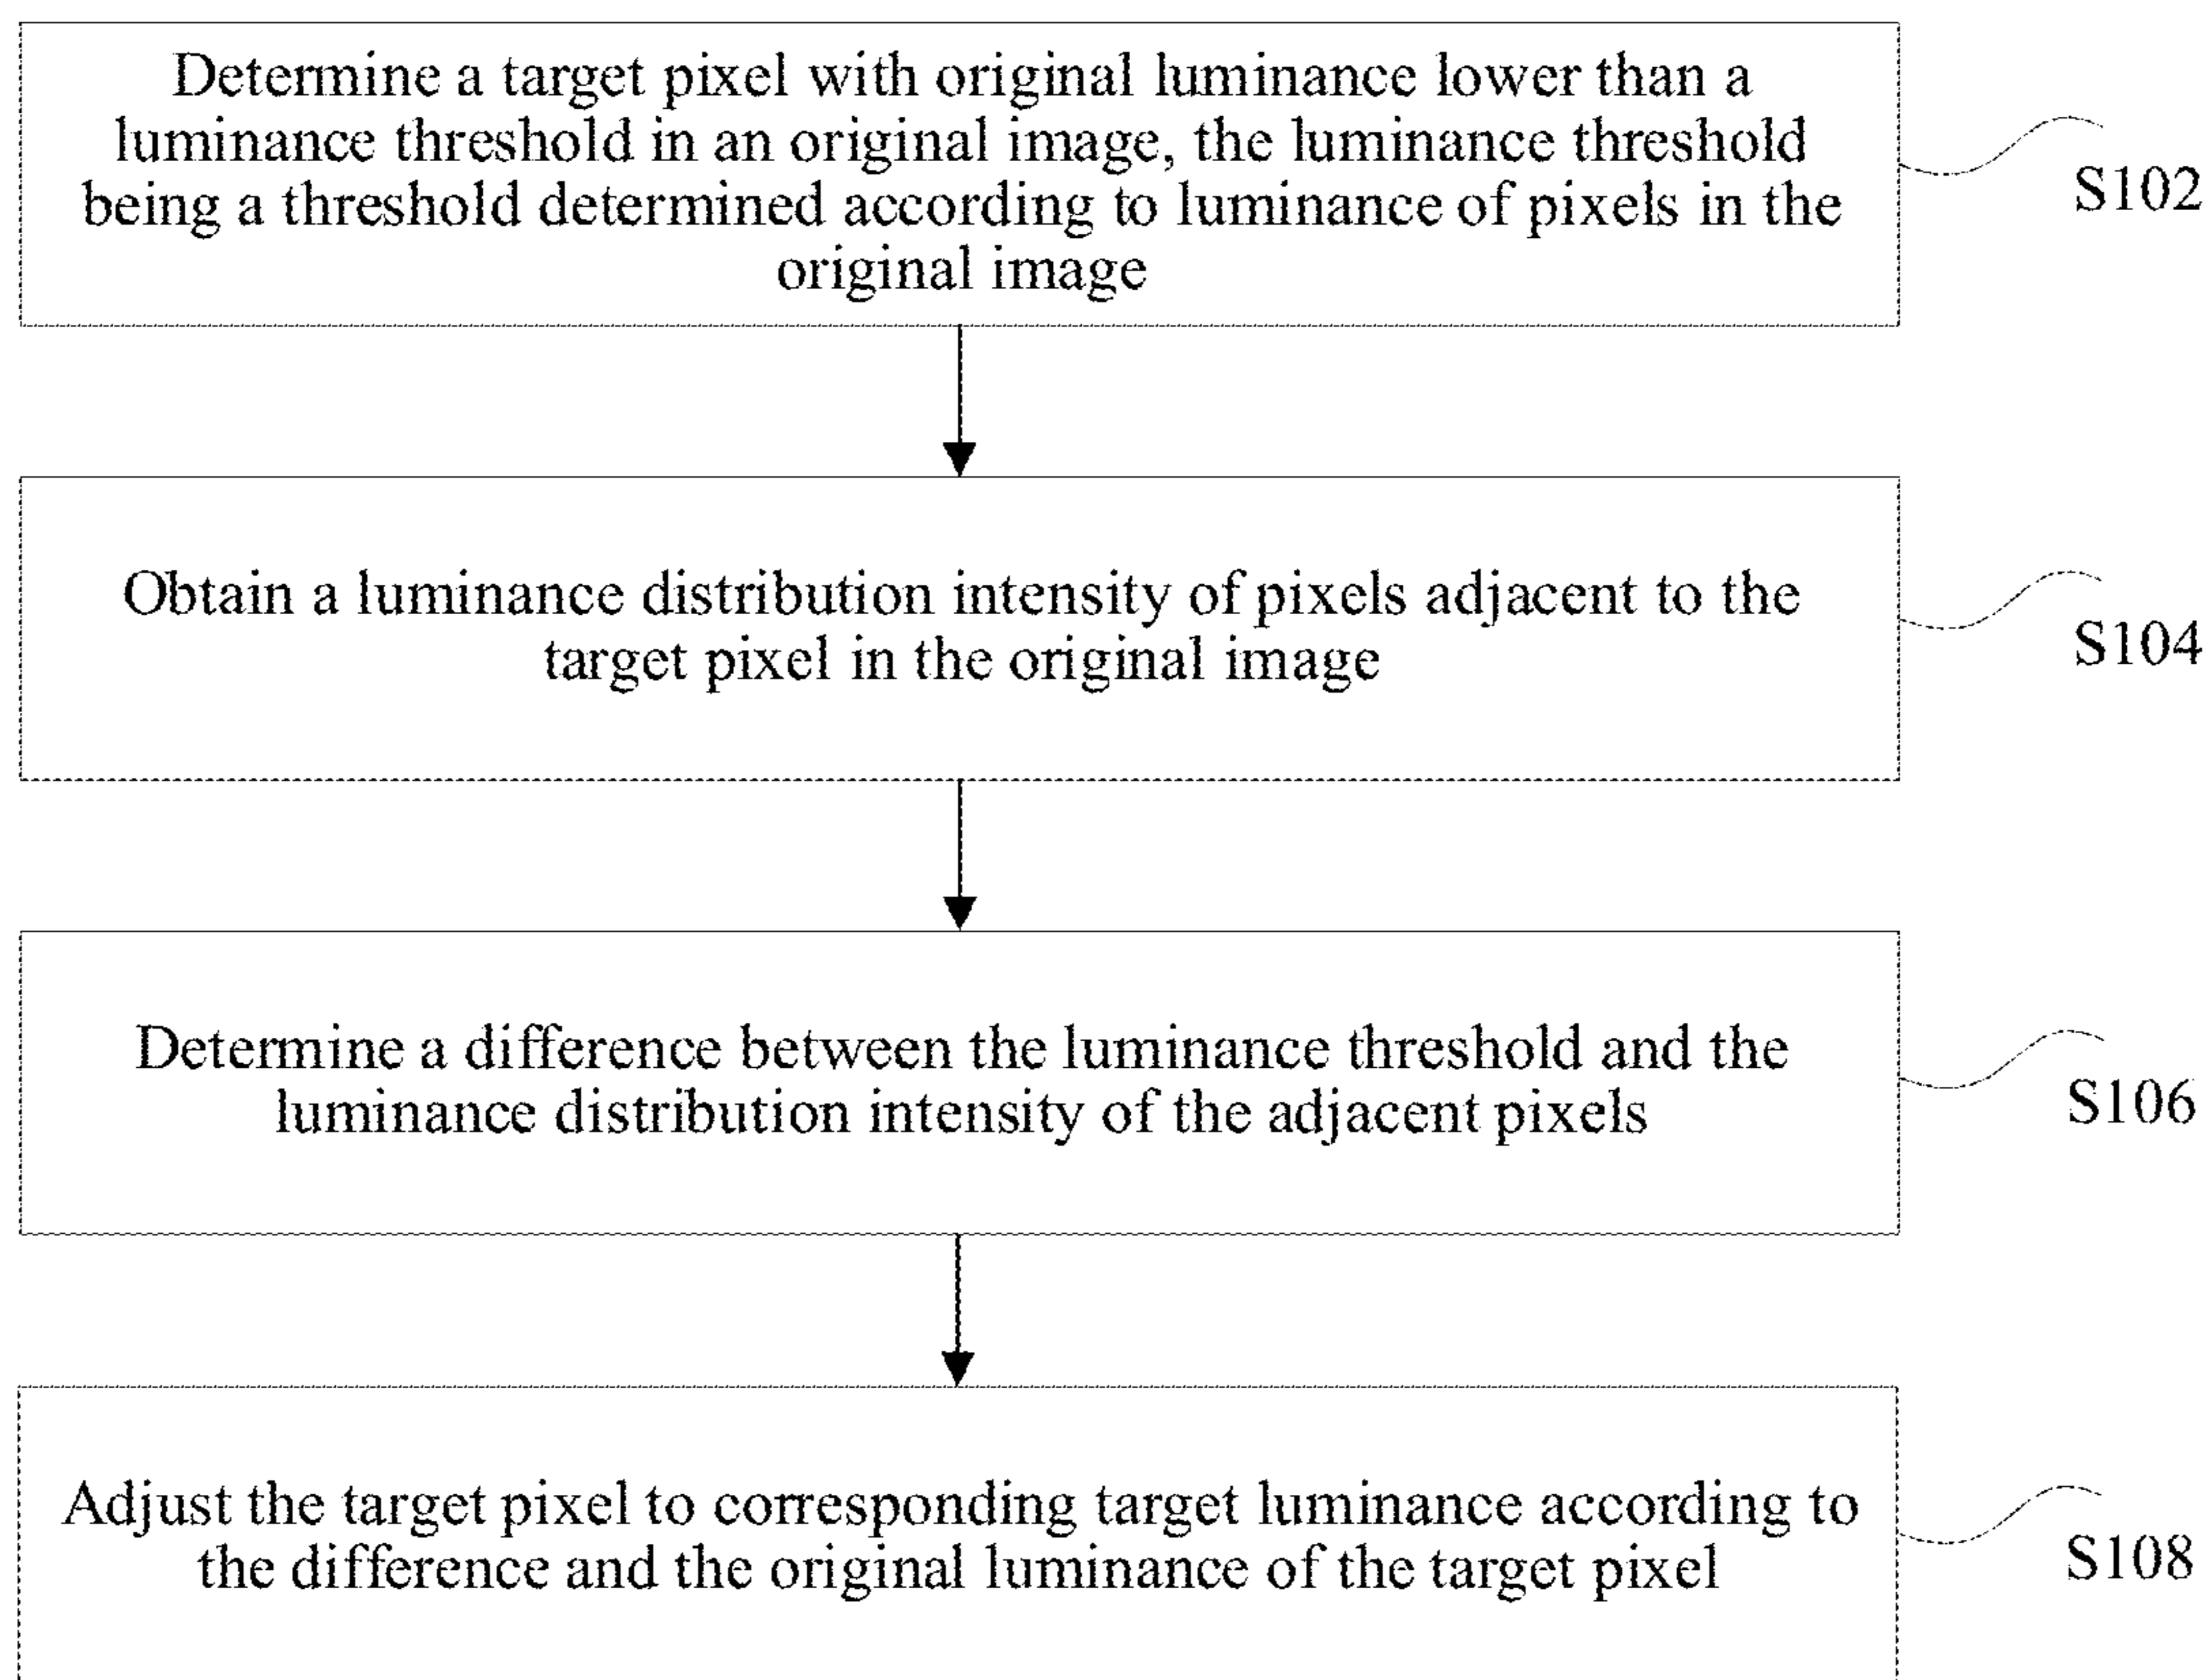 Determine a target pixel with original luminance lower than a
luminance threshold in an original image, the luminance threshold
being a threshold determined according to luminance of pixels in the
original image
S102
Obtain a luminance distribution intensity of pixels adjacent to the
target pixel in the original image
S104
Determine a difference between the luminance threshold and the
luminance distribution intensity of the adjacent pixels
S106
Adjust the target pixel to corresponding target luminance according to
the difference and the original luminance of the target pixel
S108